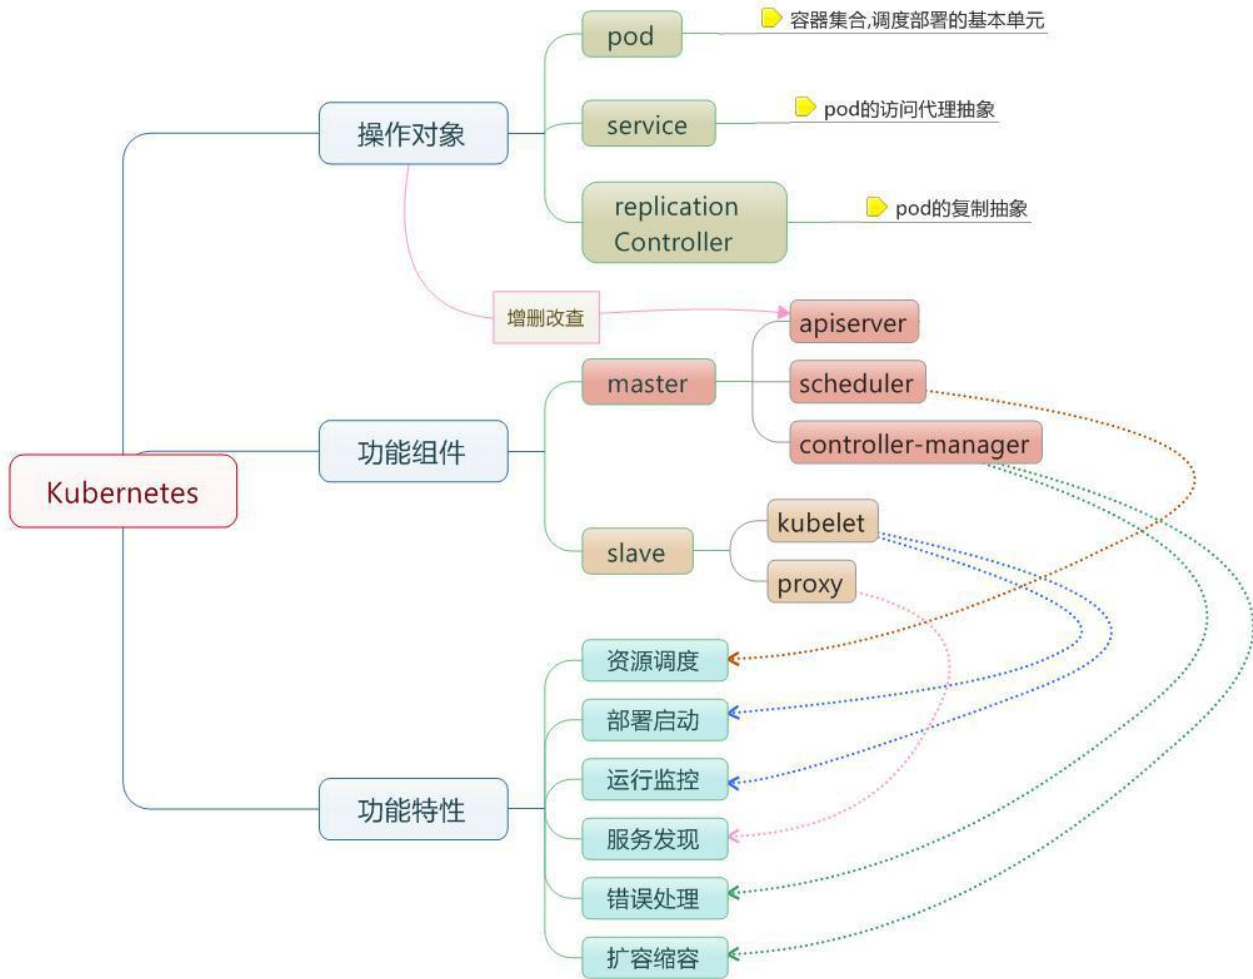 pod
容器集合,调度部署的基本单元
操作对象
service
pod的访问代理抽象
replication
Controller
pod的复制抽象
增删改查
apiserver
master
scheduler
功能组件
controller-manager
Kubernetes
kubelet
slave
proxy
资源调度
部署启动
运行监控
功能特性
服务发现
错误处理
扩容缩容